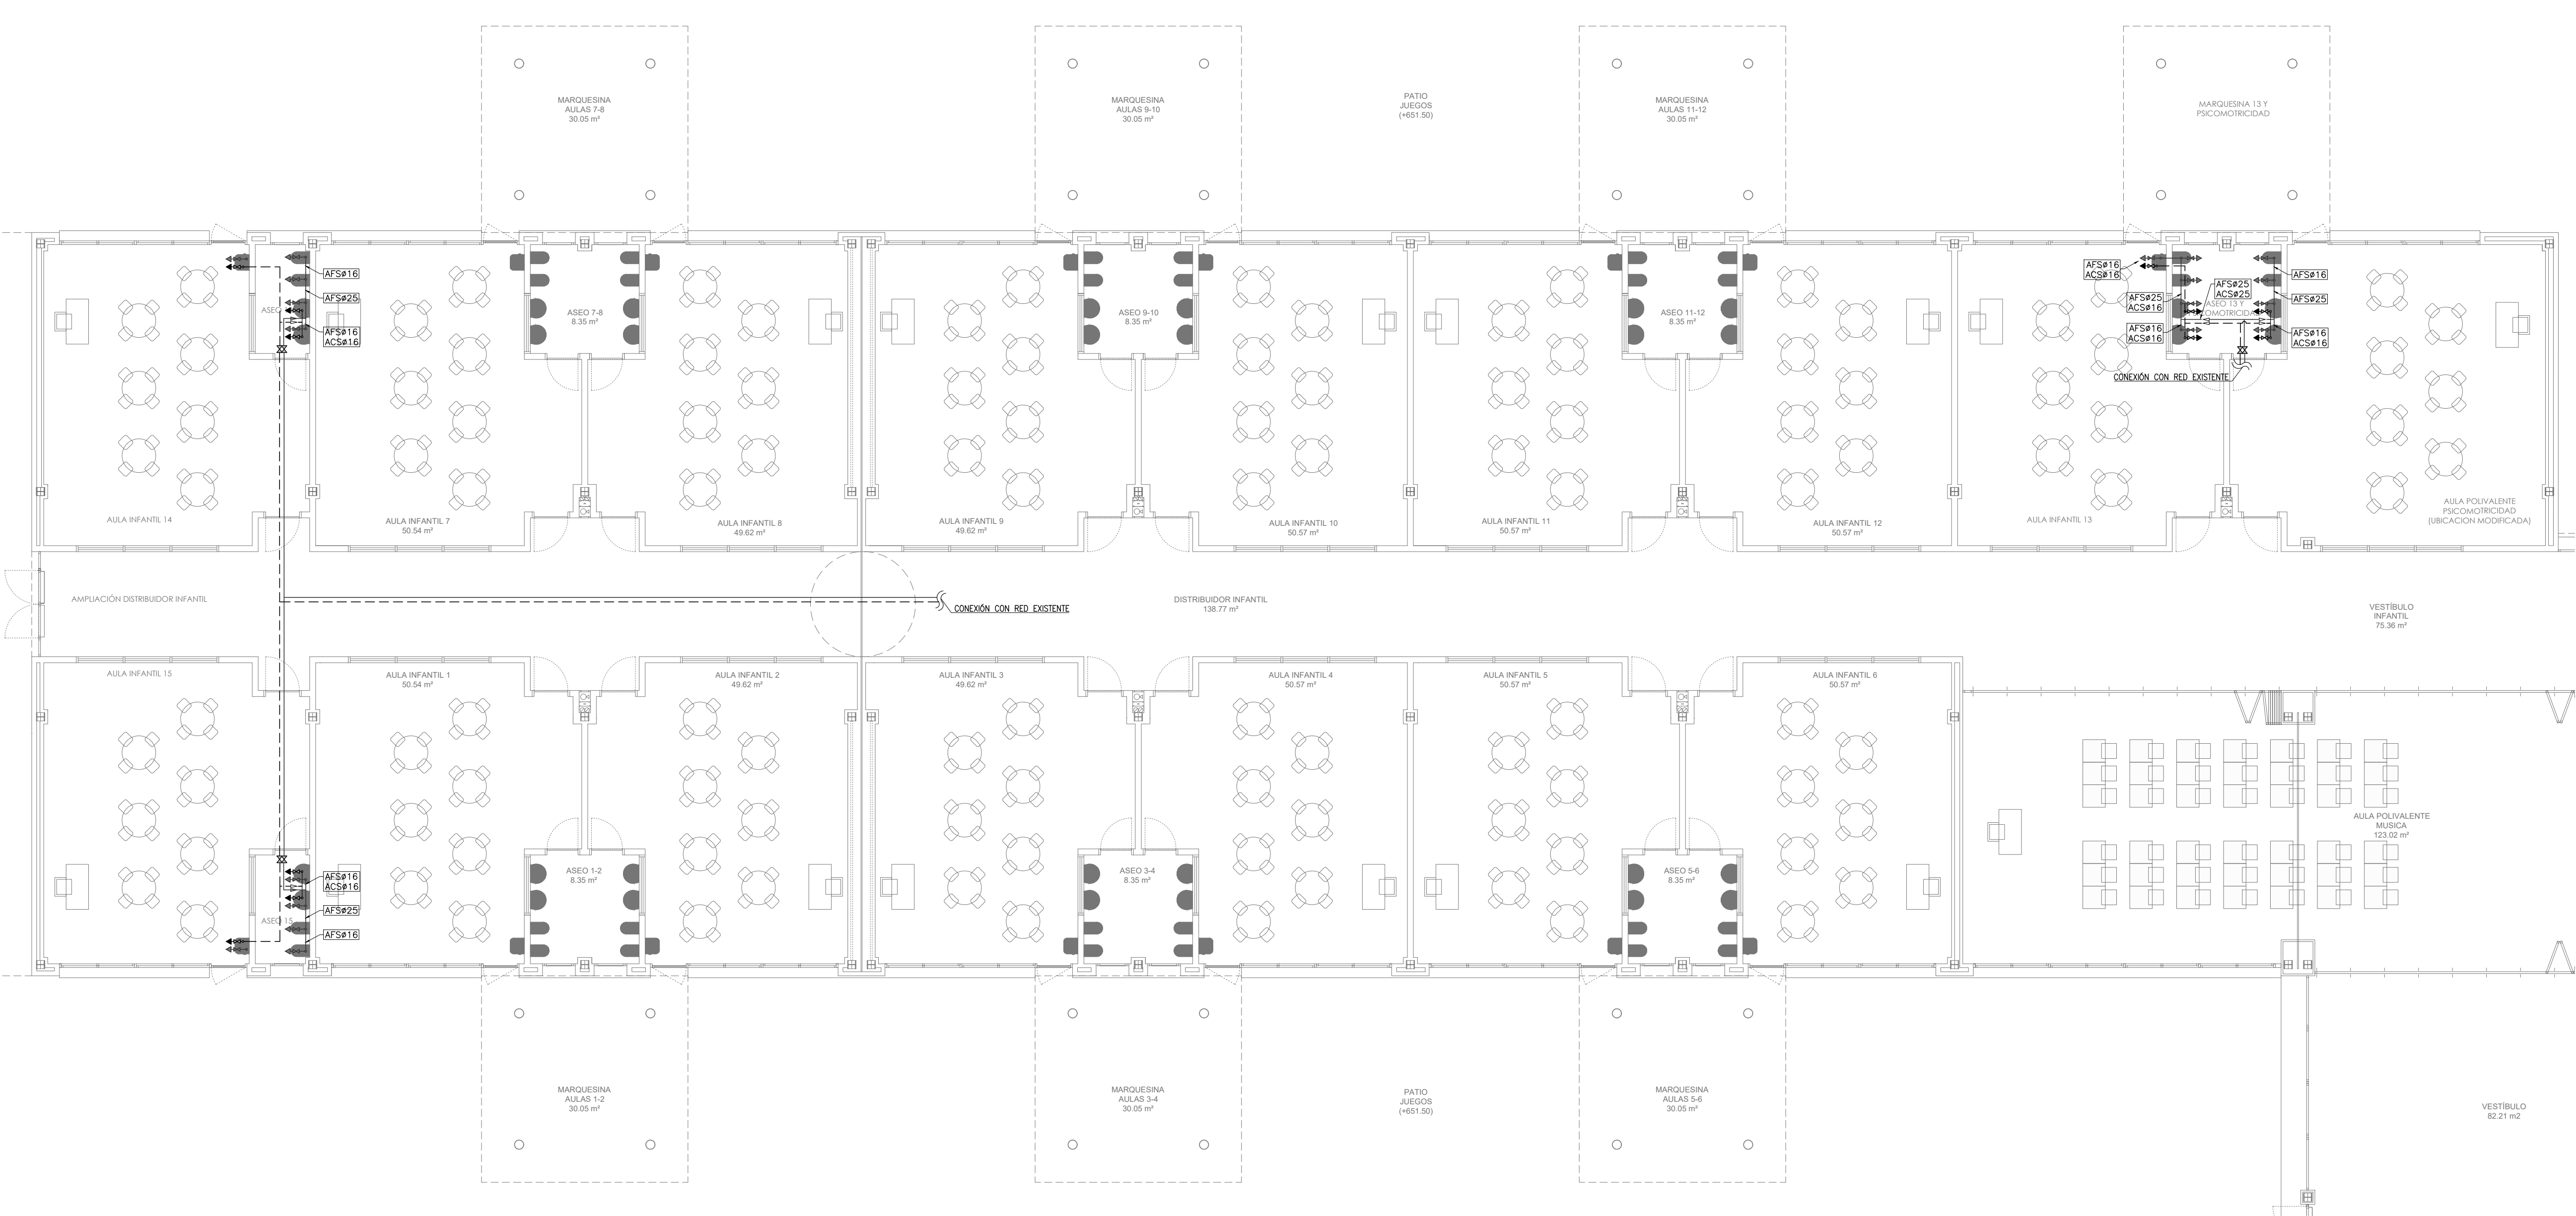 MARQUESINA
AULAS 7-8
30.05 m²
MARQUESINA
AULAS 9-10
30.05 m²
PATIO
JUEGOS
(+651.50)
MARQUESINA
AULAS 11-12
30.05 m²
MARQUESINA 13 Y
PSICOMOTRICIDAD
AFSø16
AFSø25
AFSø16
ACSø16
ASEO
ASEO 7-8
8.35 m²
ASEO 9-10
8.35 m²
ASEO 11-12
8.35 m²
AFSø16
ACSø16
AFSø25
ACSø16
AFSø16
ACSø16
AFSø25
ACSø25
ASEO 13 Y
AFSø16
AFSø25
AFSø16
ACSø16
CONEXIÓN CON RED EXISTENTE
AULA INFANTIL 14
AULA INFANTIL 7
50.54 m²
AULA INFANTIL 8
49.62 m²
AULA INFANTIL 9
49.62 m²
AULA INFANTIL 10
50.57 m²
AULA INFANTIL 11
50.57 m²
AULA INFANTIL 12
50.57 m²
AULA INFANTIL 13
AULA POLIVALENTE
PSICOMOTRICIDAD
(UBICACION MODIFICADA)
AMPLIACIÓN DISTRIBUIDOR INFANTIL
CONEXIÓN CON RED EXISTENTE
DISTRIBUIDOR INFANTIL
138.77 m²
VESTÍBULO
INFANTIL
75.36 m²
AULA INFANTIL 15
AULA INFANTIL 1
50.54 m²
AULA INFANTIL 2
49.62 m²
AULA INFANTIL 3
49.62 m²
AULA INFANTIL 4
50.57 m²
AULA INFANTIL 5
50.57 m²
AULA INFANTIL 6
50.57 m²
AULA POLIVALENTE
MUSICA
123.02 m²
AFSø16
ACSø16
AFSø25
AFSø16
ASEO 15
ASEO 1-2
8.35 m²
ASEO 3-4
8.35 m²
ASEO 5-6
8.35 m²
MARQUESINA
AULAS 1-2
30.05 m²
MARQUESINA
AULAS 3-4
30.05 m²
PATIO
JUEGOS
(+651.50)
MARQUESINA
AULAS 5-6
30.05 m²
VESTÍBULO
82.21 m2